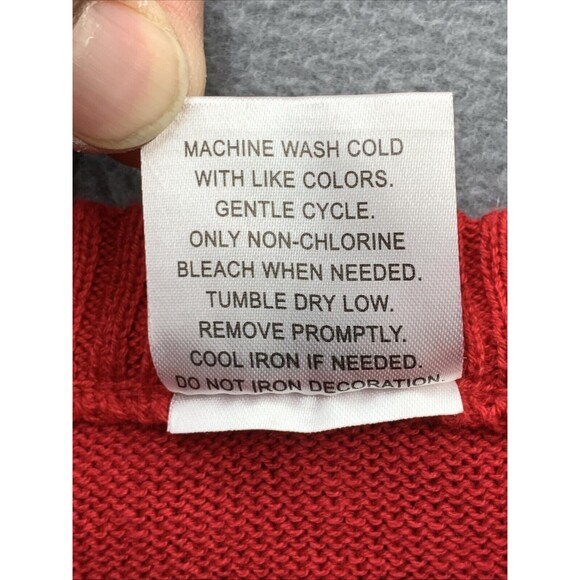 MACHINE WASH COLD
WITH LIKE COLORS.
GENTLE CYCLE.
ONLY NON-CHLORINE
BLEACH WHEN NEEDED.
TUMBLE DRY LOW.
REMOVE PROMPTLY.
COOL IRON IF NEEDED.
DO NOT IRON DECORATION.